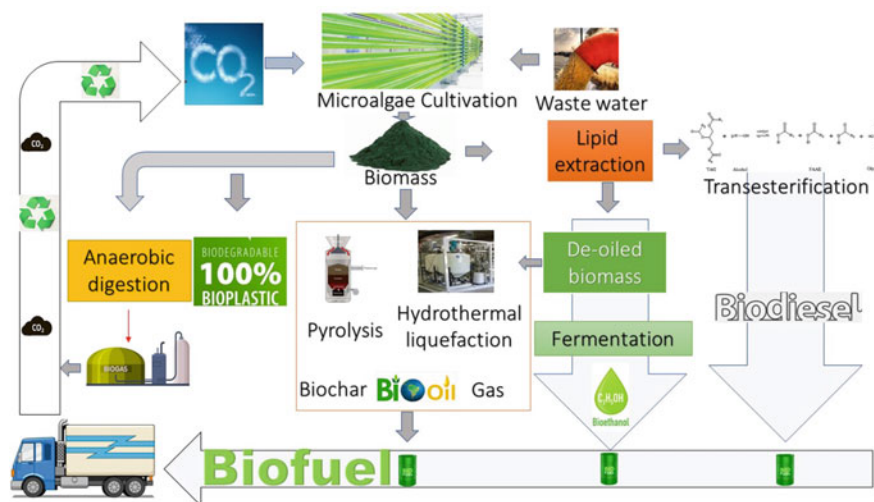 CO2
Microalgae Cultivation
Waste water
CO2
Biomass
Lipid
extraction
TAG
Transesterification
Anaerobic
digestion
BIODEGRADABLE
100%
BIOPLASTIC
De-oiled
biomass
Pyrolysis
Hydrothermal
liquefaction
Biodiesel
CO2
Fermentation
BIOGAS
Biochar
BIOOIL
Gas
C2H5OH
Bioethanol
Biofuel